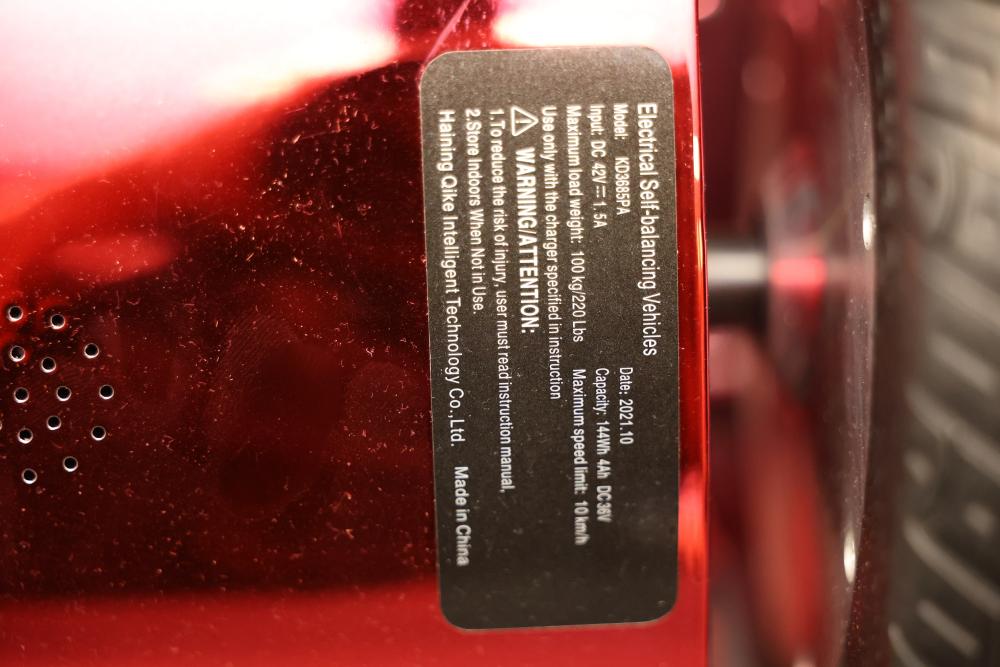 Electrical Self-balancing Vehicles
Model: KD3685PA Date: 2021.10
Input: DC 42V⎓1.5A Capacity: 144Wh 4Ah DC36V
Maximum load weight: 100 kg/220 Lbs Maximum speed limit: 10 km/h
Use only with the charger specified in instruction
⚠ WARNING/ATTENTION:
1.To reduce the risk of injury, user must read instruction manual,
2.Store Indoors When Not in Use.
Haining Qike Intelligent Technology Co.,Ltd. Made in China